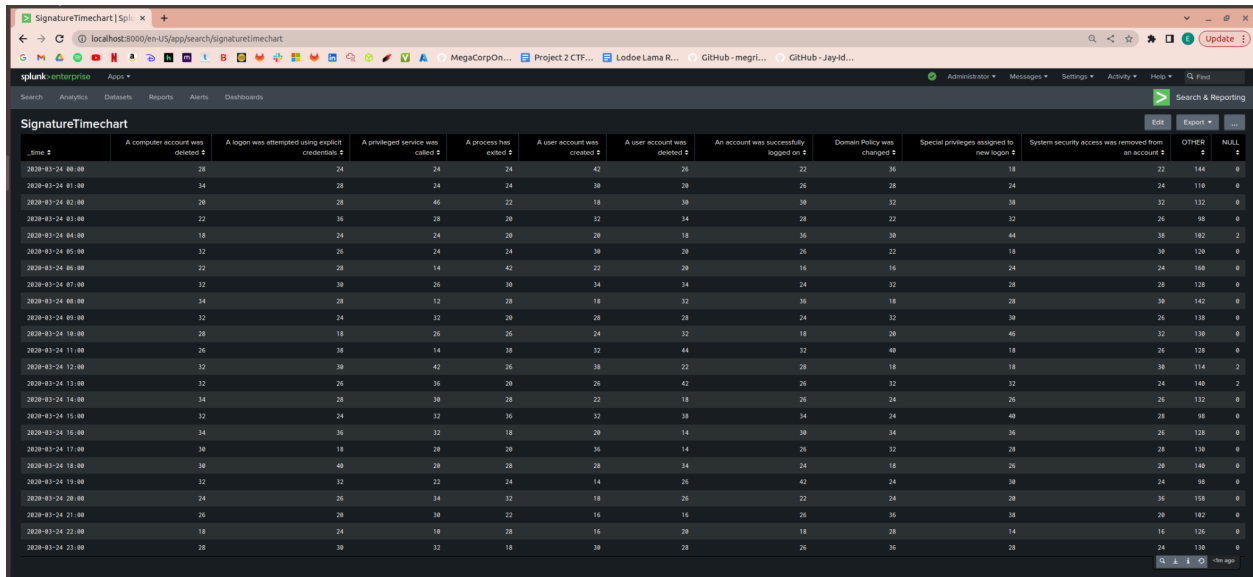 SignatureTimechart | Splu
localhost:8000/en-US/app/search/signaturetimechart
Update
MegaCorpOn... Project 2 CTF... Lodoe Lama R... GitHub - megri... GitHub - Jay-Id...
splunk>enterprise Apps Administrator Messages Settings Activity Help Find
Search Analytics Datasets Reports Alerts Dashboards Search & Reporting
SignatureTimechart Edit Export ...
_time A computer account was deleted A logon was attempted using explicit credentials A privileged service was called A process has exited A user account was created A user account was deleted An account was successfully logged on Domain Policy was changed Special privileges assigned to new logon System security access was removed from an account OTHER NULL
2020-03-24 00:00 28 24 24 24 42 26 22 36 18 22 144 0
2020-03-24 01:00 34 28 24 24 30 20 26 28 24 24 110 0
2020-03-24 02:00 20 28 46 22 18 30 30 32 38 32 132 0
2020-03-24 03:00 22 36 28 20 32 34 28 22 32 26 98 0
2020-03-24 04:00 18 24 24 20 20 18 36 30 44 38 102 2
2020-03-24 05:00 32 26 24 24 30 20 26 22 18 30 120 0
2020-03-24 06:00 22 28 14 42 22 20 16 16 24 24 160 0
2020-03-24 07:00 32 30 26 30 34 34 24 32 28 28 128 0
2020-03-24 08:00 34 28 12 28 18 32 36 18 28 30 142 0
2020-03-24 09:00 32 24 32 20 28 28 24 32 30 26 138 0
2020-03-24 10:00 28 18 26 26 24 32 18 20 46 32 130 0
2020-03-24 11:00 26 38 14 38 32 44 32 40 18 26 128 0
2020-03-24 12:00 32 30 42 26 38 22 28 18 18 30 114 2
2020-03-24 13:00 32 26 36 20 26 42 26 32 32 24 140 2
2020-03-24 14:00 34 28 30 28 22 18 26 24 26 26 132 0
2020-03-24 15:00 32 24 32 36 32 38 34 24 40 28 98 0
2020-03-24 16:00 34 36 32 18 20 14 30 34 36 26 128 0
2020-03-24 17:00 30 18 20 20 36 14 26 32 28 28 130 0
2020-03-24 18:00 30 40 20 28 28 34 24 18 26 20 140 0
2020-03-24 19:00 32 32 22 24 14 26 42 24 30 24 98 0
2020-03-24 20:00 24 26 34 32 18 26 22 24 20 36 158 0
2020-03-24 21:00 26 20 30 22 16 16 26 36 38 20 102 0
2020-03-24 22:00 18 24 10 28 16 20 18 28 14 16 126 0
2020-03-24 23:00 28 30 32 18 30 28 26 36 28 24 130 0
<1m ago